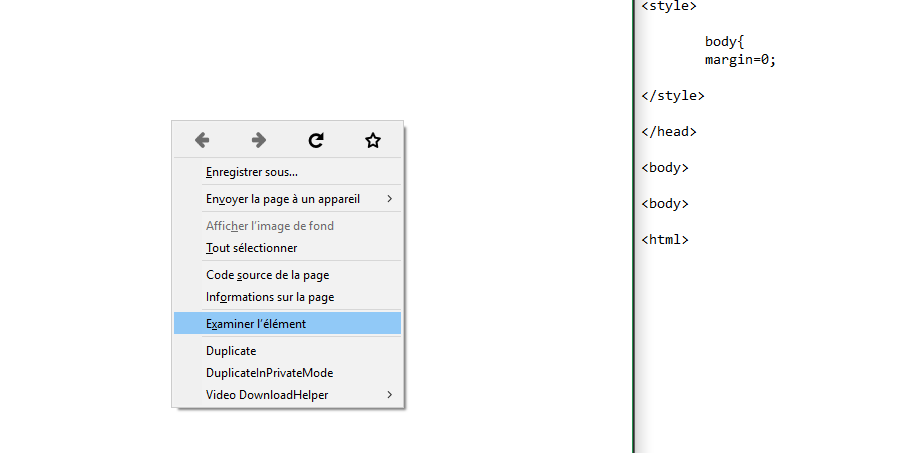 Enregistrer sous...
Envoyer la page à un appareil
Afficher l'image de fond
Tout sélectionner
Code source de la page
Informations sur la page
Examiner l'élément
Duplicate
DuplicateInPrivateMode
Video DownloadHelper
<style>
body{
margin=0;
</style>
</head>
<body>
<body>
<html>